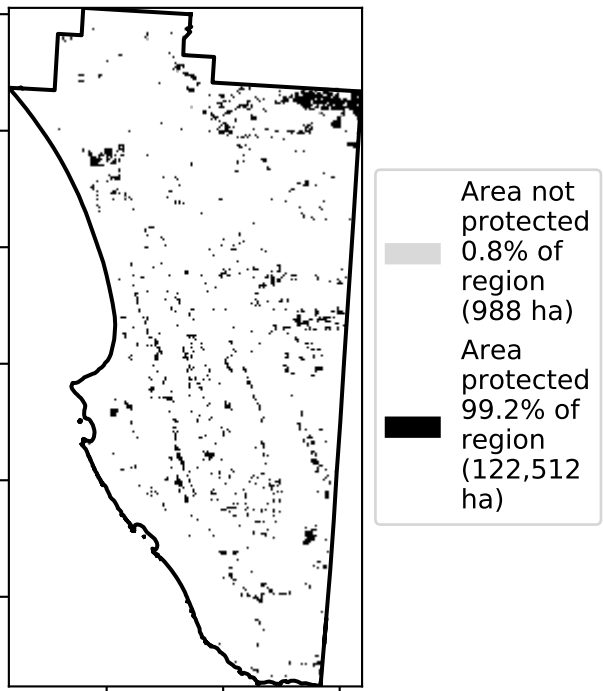 Area not
protected
0.8% of
region
(988 ha)
Area
protected
99.2% of
region
(122,512
ha)